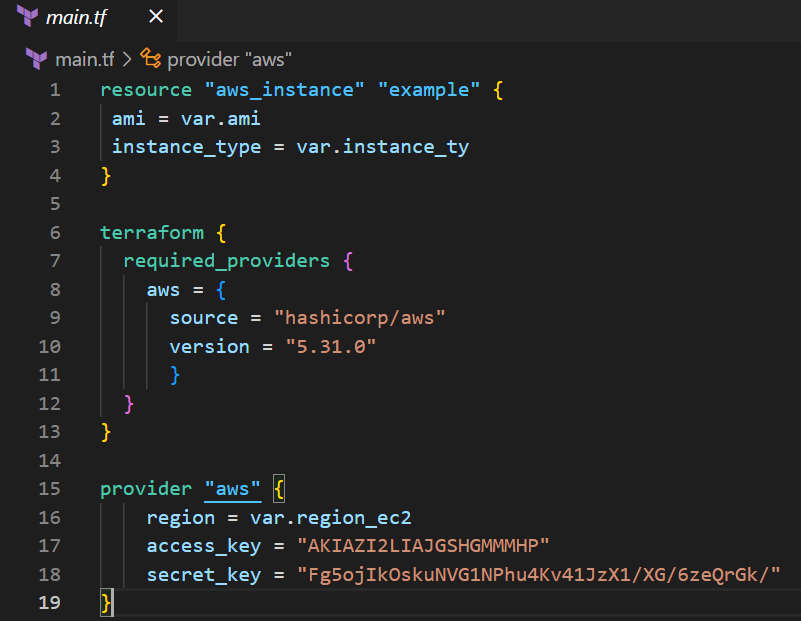 main.tf ×
main.tf > provider "aws"
1 resource "aws_instance" "example" {
2 ami = var.ami
3 instance_type = var.instance_ty
4 }
5
6 terraform {
7 required_providers {
8 aws = {
9 source = "hashicorp/aws"
10 version = "5.31.0"
11 }
12 }
13 }
14
15 provider "aws" {
16 region = var.region_ec2
17 access_key = "AKIAZI2LIAJGSHGMMMHP"
18 secret_key = "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"
19 }